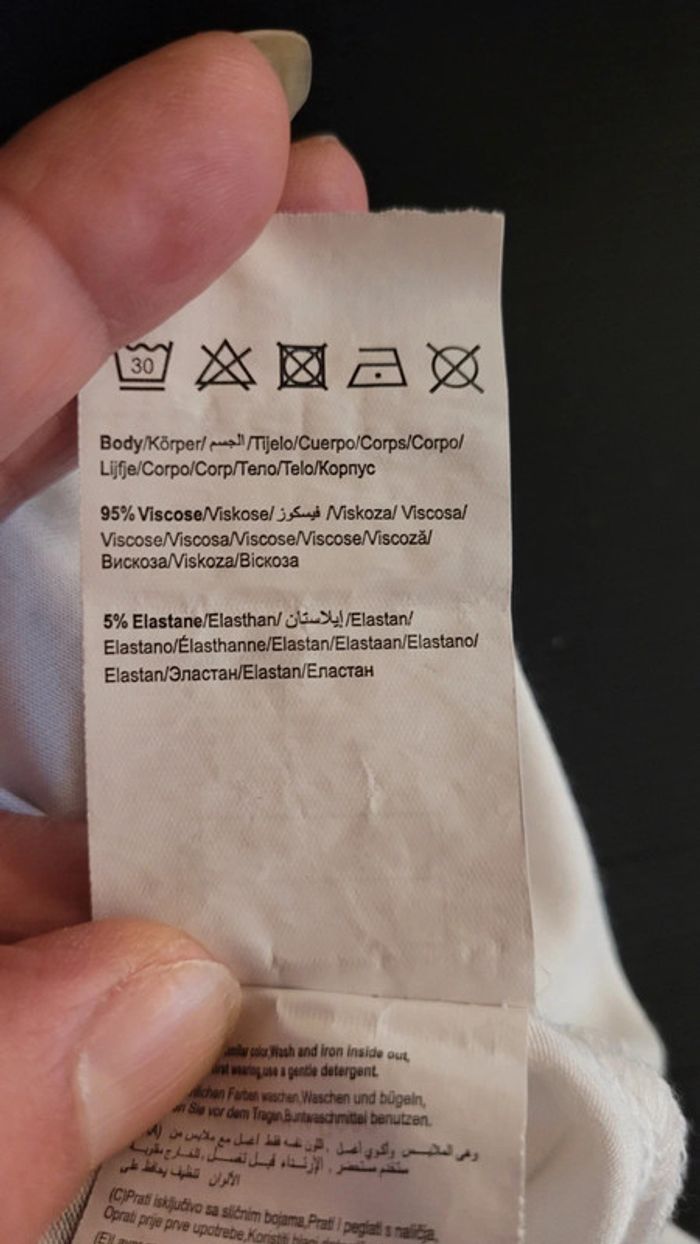 30
Body/Körper/ الجسم/Tijelo/Cuerpo/Corps/Corpo/
Lijfje/Corpo/Corp/Тело/Telo/Корпус
95% Viscose/Viskose/ فيسكوز /Viskoza/ Viscosa/
Viscose/Viscosa/Viscose/Viscose/Viscoză/
Вискоза/Viskoza/Віскоза
5% Elastane/Elasthan/ إيلاستان /Elastan/
Elastano/Élasthanne/Elastan/Elastaan/Elastano/
Elastan/Эластан/Elastan/Еластан
color,Wash and iron inside out,
wearing,use a gentle detergent.
Farben waschen,Waschen und bügeln,
Sie vor dem Tragen,Buntwaschmittel benutzen.
الألوان
(C)Prati isključivo sa sličnim bojama,Prati i peglati s naličja,
Oprati prije prve upotrebe,Koristiti